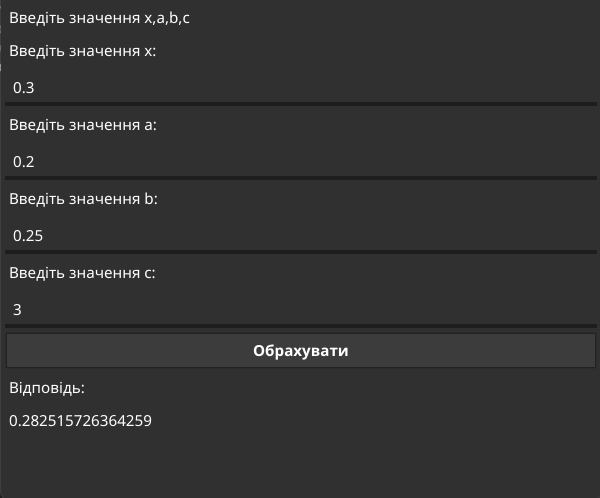 Введіть значення x,a,b,c
Введіть значення x:
0.3
Введіть значення a:
0.2
Введіть значення b:
0.25
Введіть значення c:
3
Обрахувати
Відповідь:
0.282515726364259